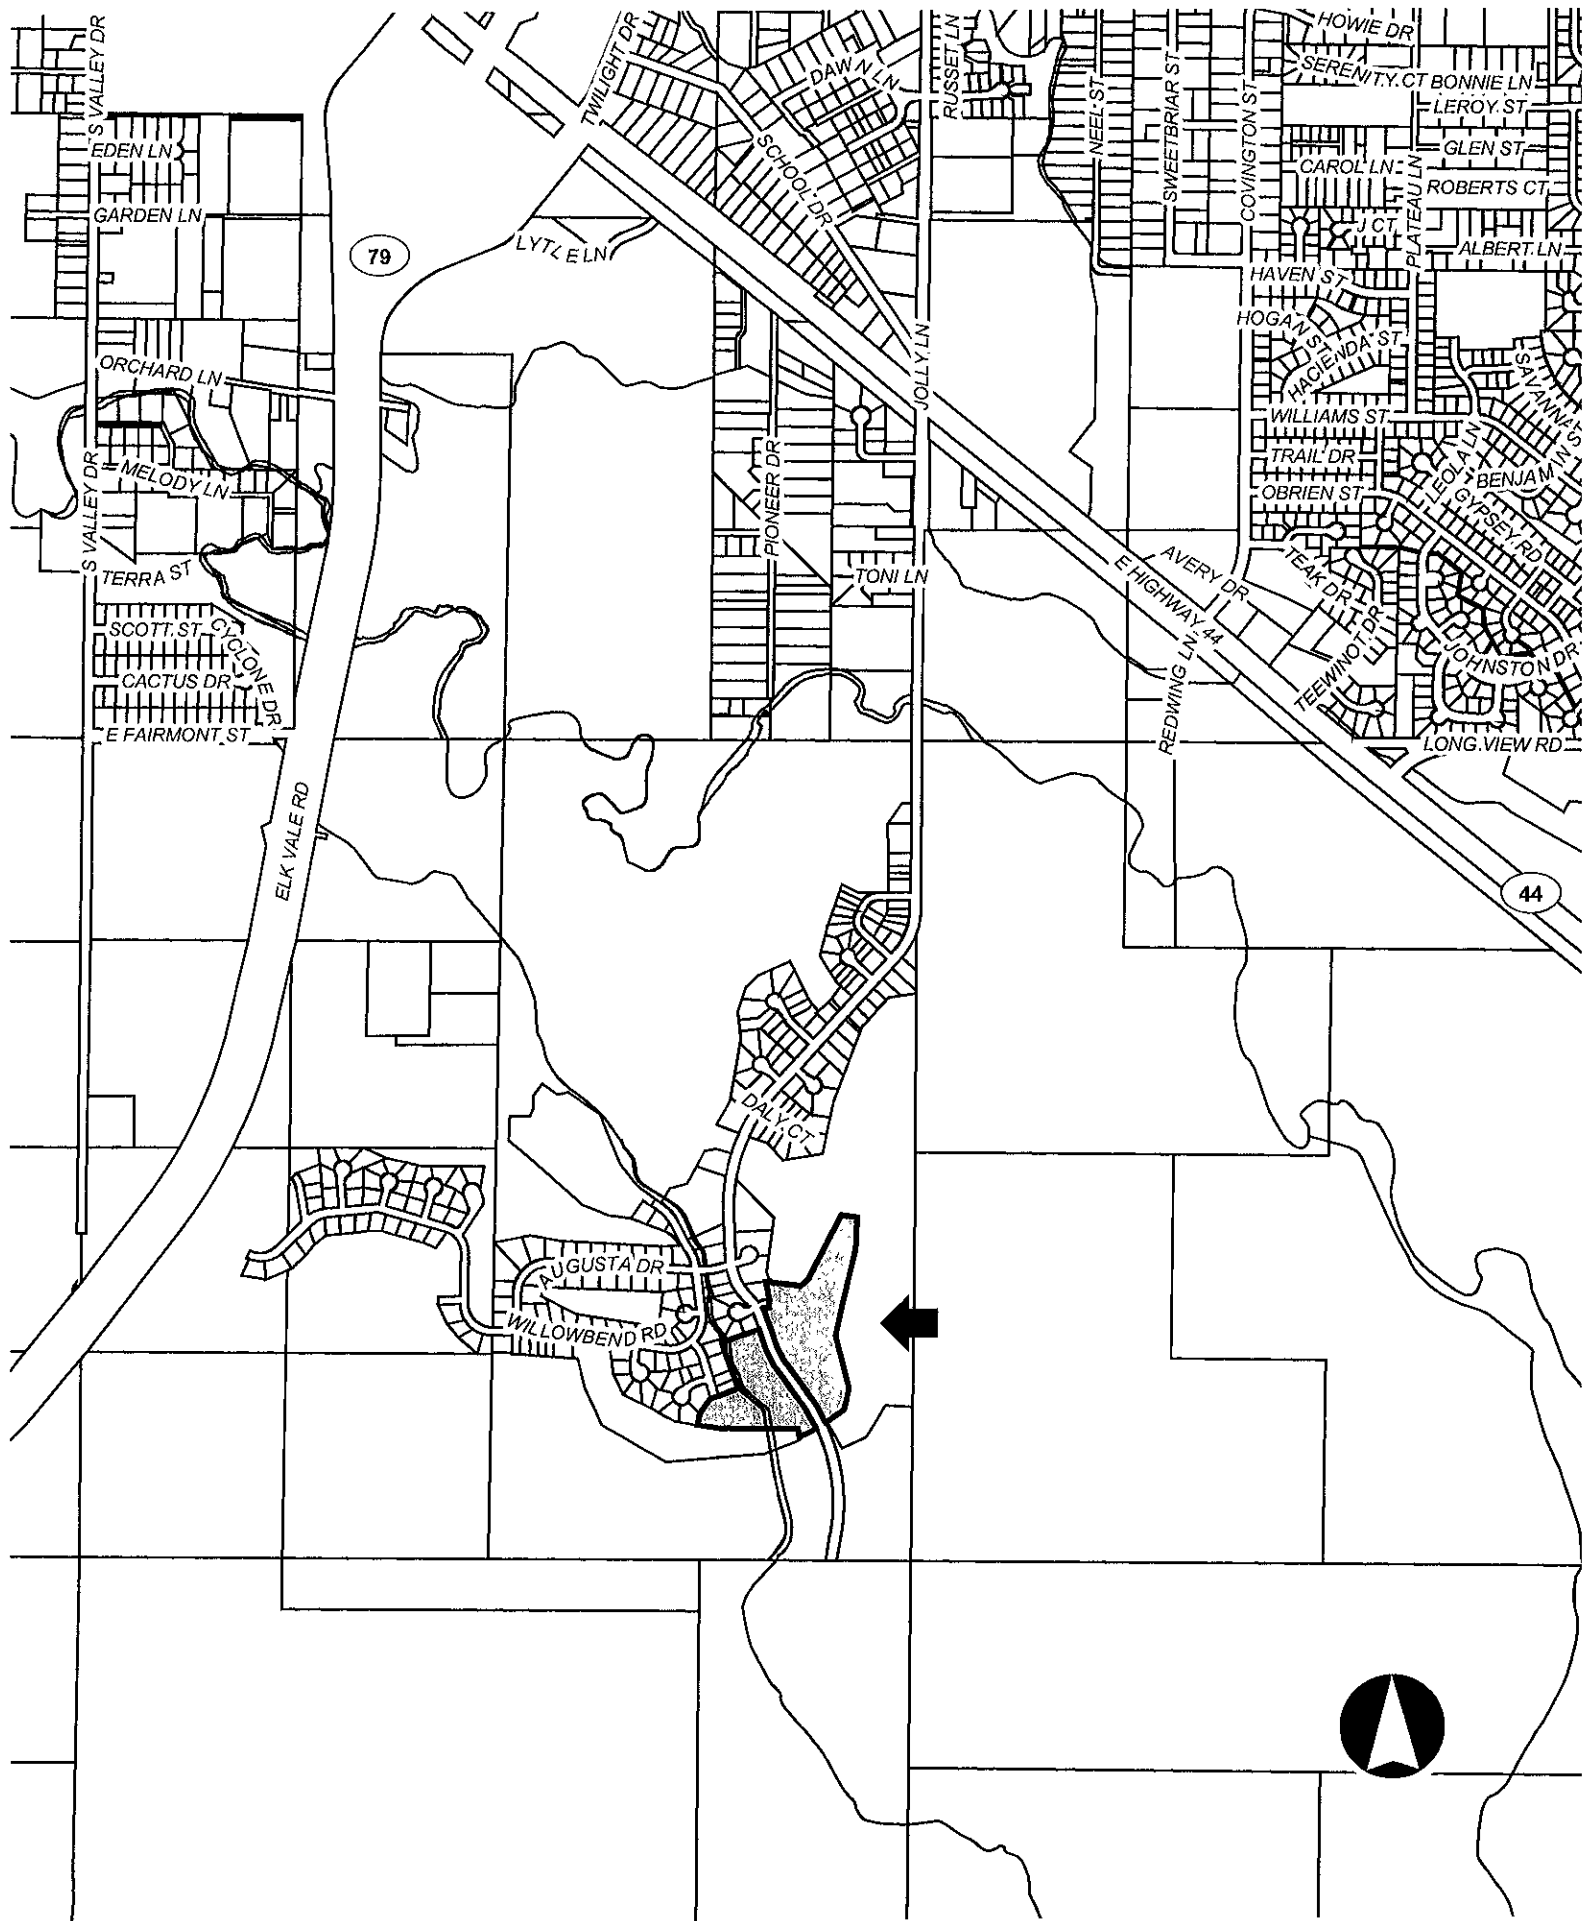 S VALLEY DR
TWILIGHT DR
DAWN LN
RUSSET LN
HOWIE DR
SERENITY CT
BONNIE LN
LEROY ST
NEEL ST
SWEETBRIAR ST
COVINGTON ST
EDEN LN
SCHOOL DR
GLEN ST
CAROL LN
PLATEAU LN
ROBERTS CT
GARDEN LN
J CT
LYTLE LN
79
ALBERT LN
HAVEN ST
HOGAN ST
HACIENDA ST
JOLLY LN
SAVANNA S
ORCHARD LN
WILLIAMS ST
TRAIL DR
LEOLA LN
BENJAMIN
S VALLEY DR
MELODY LN
PIONEER DR
OBRIEN ST
GYPSEY RD
TERRA ST
TONI LN
E HIGHWAY 44
AVERY DR
TEAK DR
SCOTT ST
CYCLONE DR
TEEWINOT DR
JOHNSTON DR
CACTUS DR
REDWING LN
E FAIRMONT ST
LONG VIEW RD
ELK VALE RD
44
DALY CT
AUGUSTA DR
WILLOWBEND RD